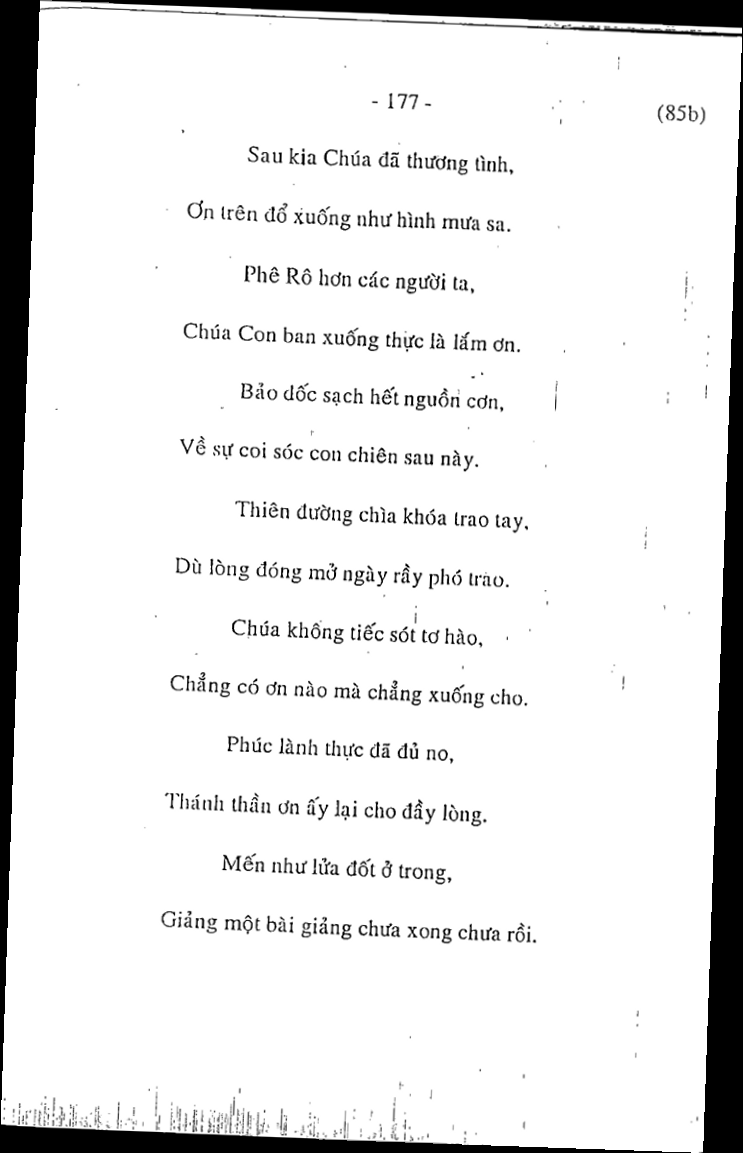 - 177 -
(85b)
Sau kia Chúa đã thương tình,
Ơn trên đổ xuống như hình mưa sa.
Phê Rô hơn các người ta,
Chúa Con ban xuống thực là lắm ơn.
Bảo dốc sạch hết nguồn cơn,
Về sự coi sóc con chiên sau này.
Thiên đường chìa khóa trao tay,
Dù lòng đóng mở ngày rầy phó trao.
Chúa không tiếc sót tơ hào,
Chẳng có ơn nào mà chẳng xuống cho.
Phúc lành thực đã đủ no,
Thánh thần ơn ấy lại cho đầy lòng.
Mến như lửa đốt ở trong,
Giảng một bài giảng chưa xong chưa rồi.